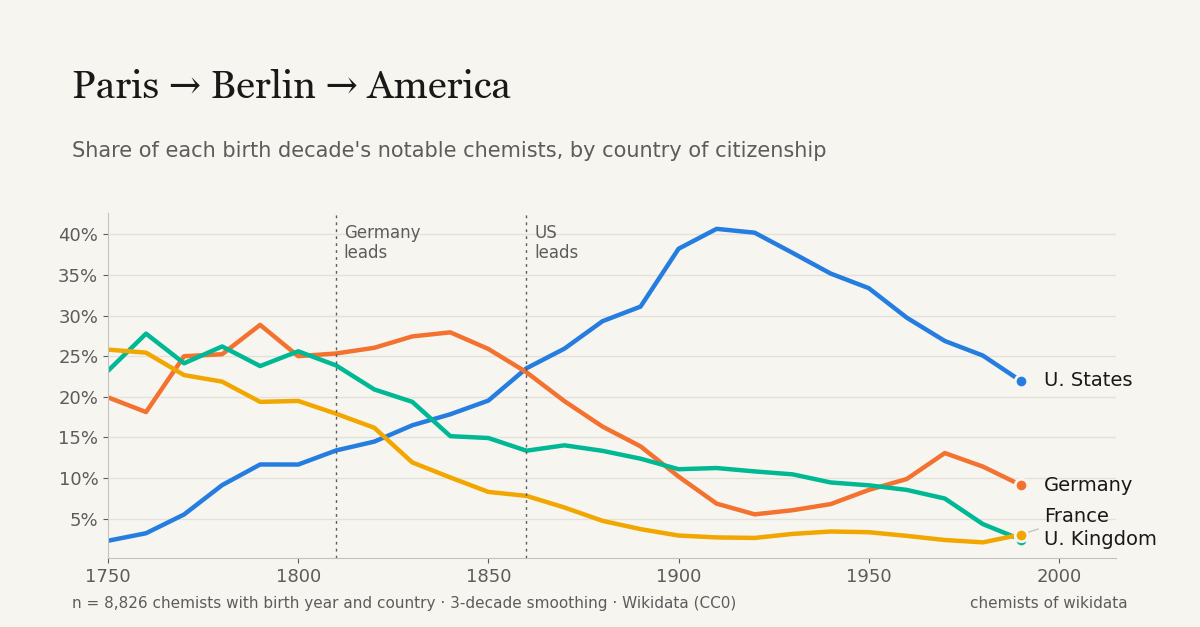 Paris → Berlin → America
Share of each birth decade's notable chemists, by country of citizenship
Germany
leads
US
leads
40%
35%
30%
25%
20%
15%
10%
5%
U. States
Germany
France
U. Kingdom
1750
1800
1850
1900
1950
2000
n = 8,826 chemists with birth year and country · 3-decade smoothing · Wikidata (CC0)
chemists of wikidata